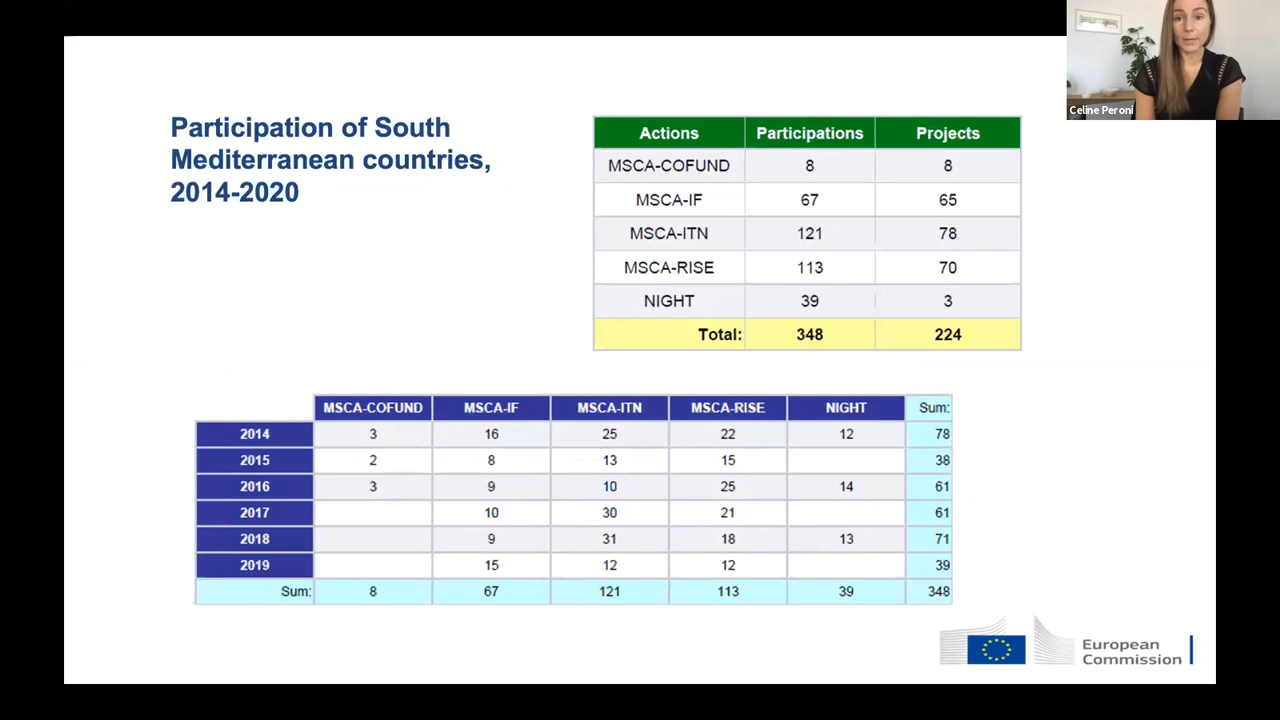 Celine Peroni
Participation of South
Mediterranean countries,
2014-2020
Actions Participations Projects
MSCA-COFUND 8 8
MSCA-IF 67 65
MSCA-ITN 121 78
MSCA-RISE 113 70
NIGHT 39 3
Total: 348 224
MSCA-COFUND MSCA-IF MSCA-ITN MSCA-RISE NIGHT Sum:
2014 3 16 25 22 12 78
2015 2 8 13 15 38
2016 3 9 10 25 14 61
2017 10 30 21 61
2018 9 31 18 13 71
2019 15 12 12 39
Sum: 8 67 121 113 39 348
European
Commission